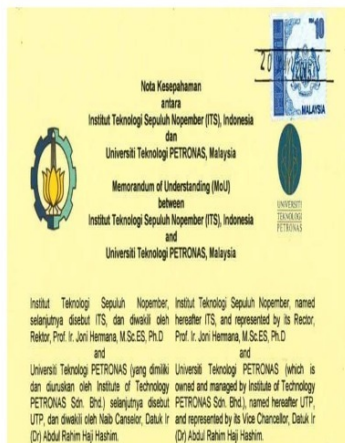 10
20
MALAYSIA
Nota Kesepahaman
antara
Institut Teknologi Sepuluh Nopember (ITS), Indonesia
dan
Universiti Teknologi PETRONAS, Malaysia
Memorandum of Understanding (MoU)
between
Institut Teknologi Sepuluh Nopember (ITS), Indonesia
and
Universiti Teknologi PETRONAS, Malaysia
UNIVERSITI
TEKNOLOGI
PETRONAS
Institut Teknologi Sepuluh Nopember,
selanjutnya disebut ITS, dan diwakili oleh
Rektor, Prof. Ir. Joni Hermana, M.Sc.ES, Ph.D
dan
Universiti Teknologi PETRONAS (yang dimiliki
dan diuruskan oleh Institute of Technology
PETRONAS Sdn. Bhd.) selanjutnya disebut
UTP, dan diwakili oleh Naib Canselor, Datuk Ir
(Dr) Abdul Rahim Haji Hashim.
Institut Teknologi Sepuluh Nopember, named
hereafter ITS, and represented by its Rector,
Prof. Ir. Joni Hermana, M.Sc.ES, Ph.D
and
Universiti Teknologi PETRONAS (which is
owned and managed by Institute of Technology
PETRONAS Sdn. Bhd.), named hereafter UTP,
and represented by its Vice Chancellor, Datuk Ir
(Dr) Abdul Rahim Haji Hashim.